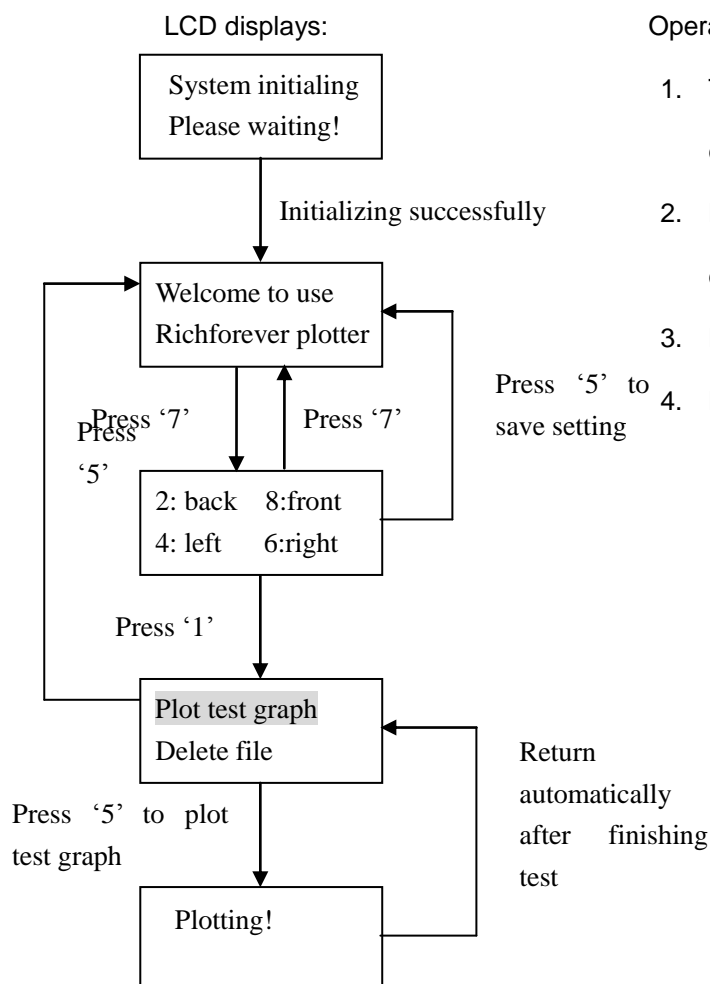 LCD displays:
System initialing
Please waiting!
Initializing successfully
Welcome to use
Richforever plotter
Press ‘7’
Press ‘7’
Press
‘5’
Press ‘5’ to
save setting
2: back 8:front
4: left 6:right
Press ‘1’
Plot test graph
Delete file
Press ‘5’ to plot
test graph
Return
automatically
after finishing
test
Plotting!
1.
2.
3.
4.